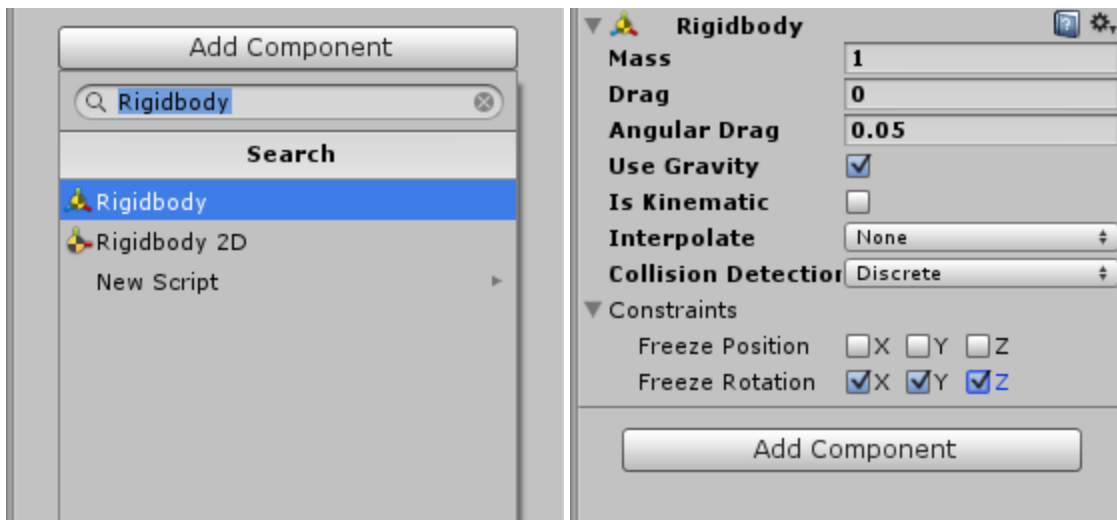 Add Component
Rigidbody
Search
Rigidbody
Rigidbody 2D
New Script
Rigidbody
Mass 1
Drag 0
Angular Drag 0.05
Use Gravity
Is Kinematic
Interpolate None
Collision Detection Discrete
Constraints
Freeze Position X Y Z
Freeze Rotation X Y Z
Add Component